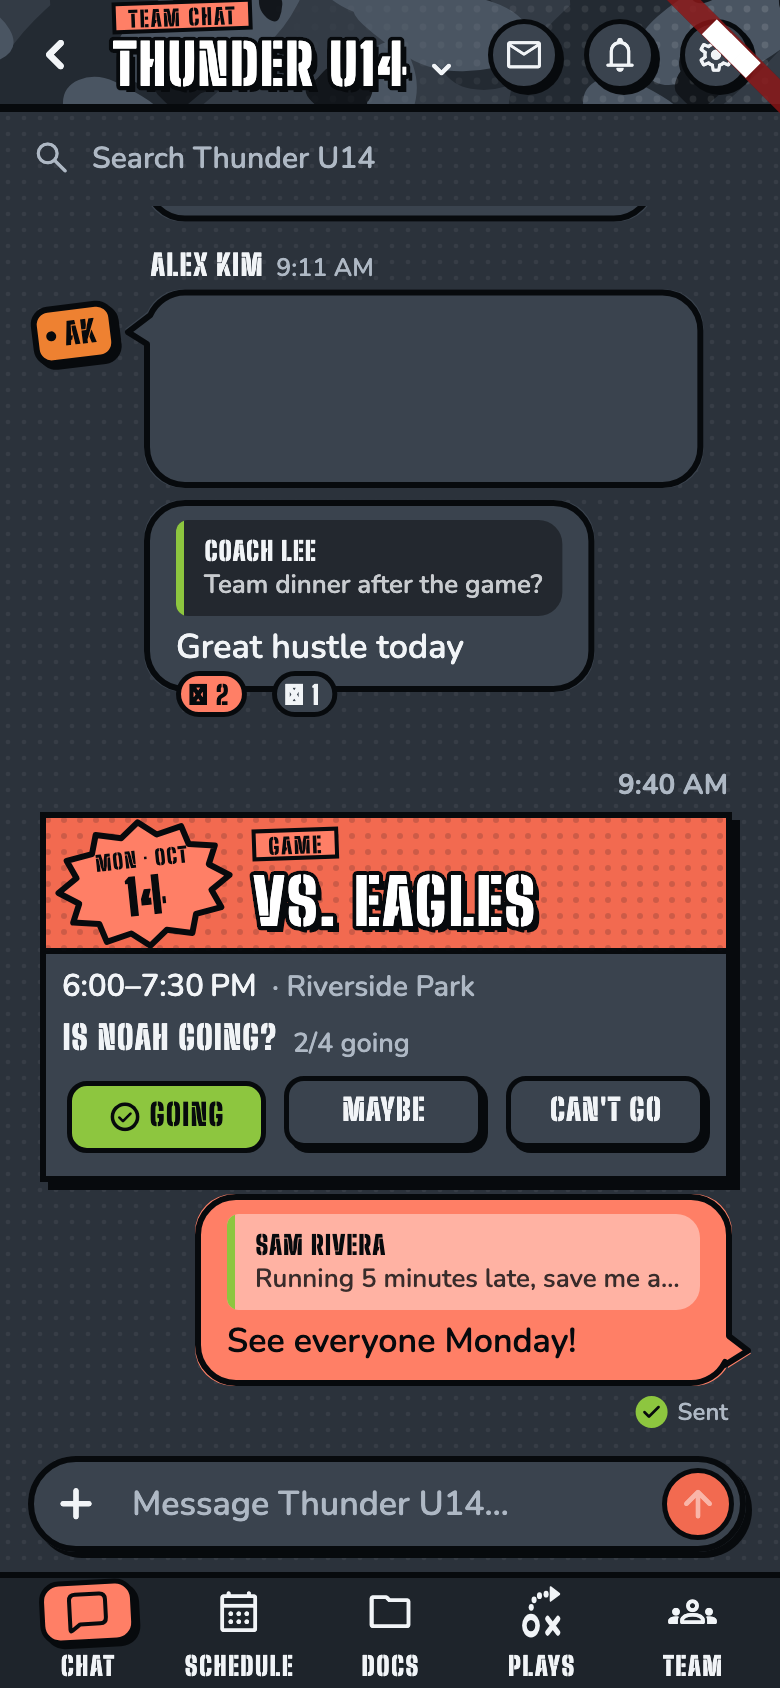 TEAM CHAT
THUNDER U14
Search Thunder U14
ALEX KIM 9:11 AM
AK
COACH LEE
Team dinner after the game?
Great hustle today
2
1
9:40 AM
MON · OCT
14
GAME
VS. EAGLES
6:00–7:30 PM · Riverside Park
IS NOAH GOING? 2/4 going
GOING MAYBE CAN'T GO
SAM RIVERA
Running 5 minutes late, save me a...
See everyone Monday!
Sent
Message Thunder U14...
CHAT SCHEDULE DOCS PLAYS TEAM